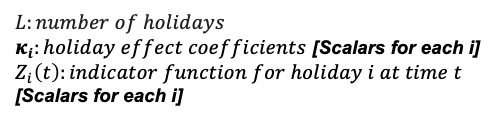 L: number of holidays
κᵢ: holiday effect coefficients [Scalars for each i]
Zᵢ(t): indicator function for holiday i at time t
[Scalars for each i]